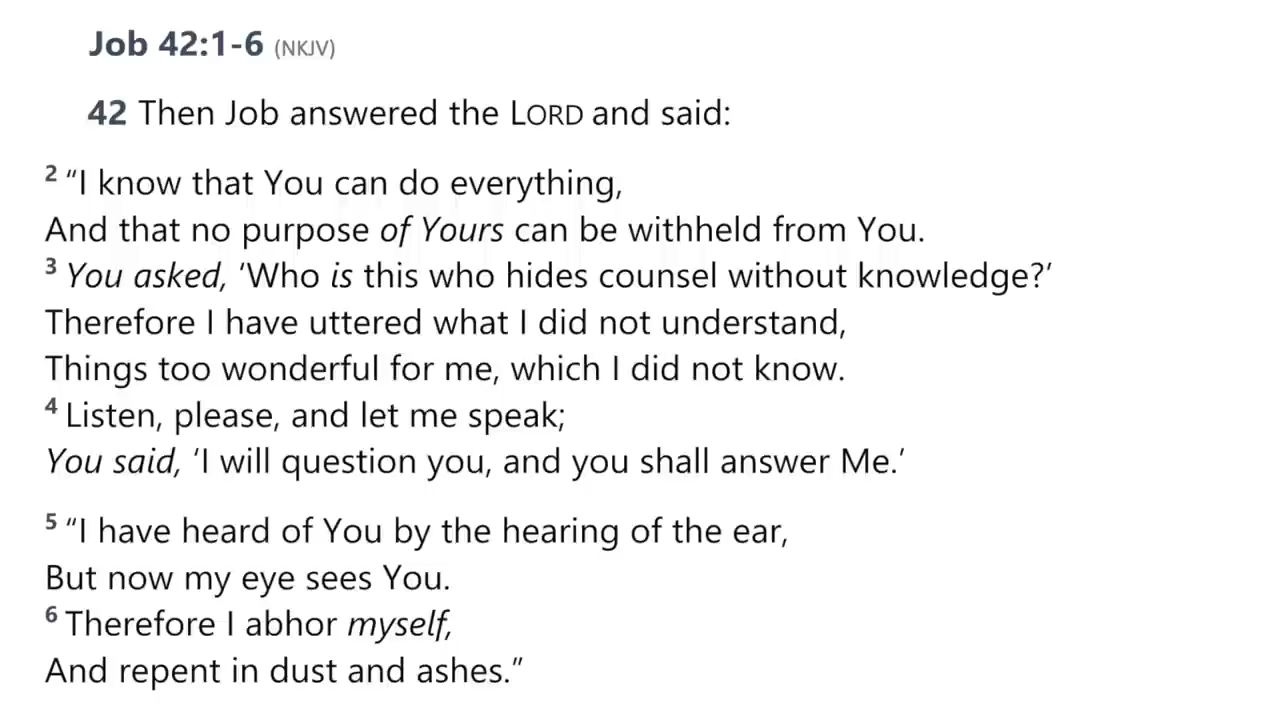 Job 42:1-6 (NKJV)
42 Then Job answered the LORD and said:
2 “I know that You can do everything,
And that no purpose of Yours can be withheld from You.
3 You asked, ‘Who is this who hides counsel without knowledge?’
Therefore I have uttered what I did not understand,
Things too wonderful for me, which I did not know.
4 Listen, please, and let me speak;
You said, ‘I will question you, and you shall answer Me.’
5 “I have heard of You by the hearing of the ear,
But now my eye sees You.
6 Therefore I abhor myself,
And repent in dust and ashes.”